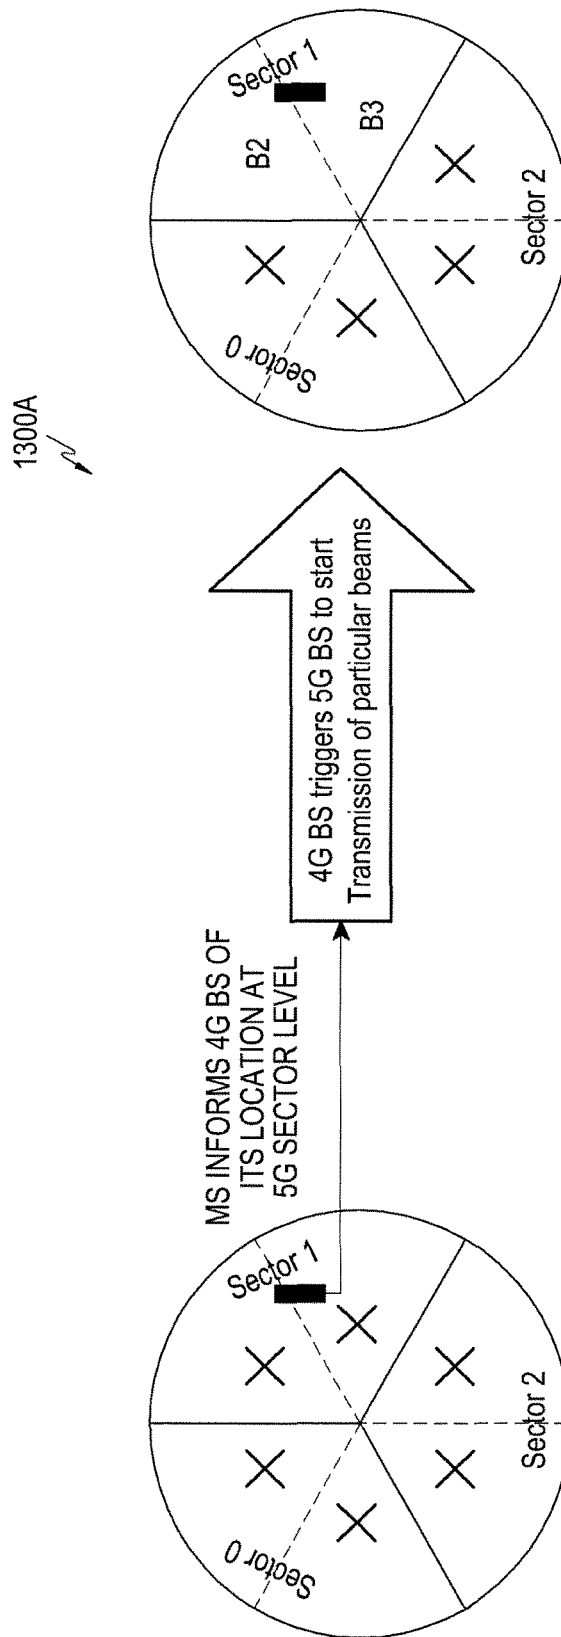 1300A
Sector 0
Sector 1
Sector 2
MS INFORMS 4G BS OF
ITS LOCATION AT
5G SECTOR LEVEL
4G BS triggers 5G BS to start
Transmission of particular beams
Sector 0
B2
Sector 1
B3
Sector 2